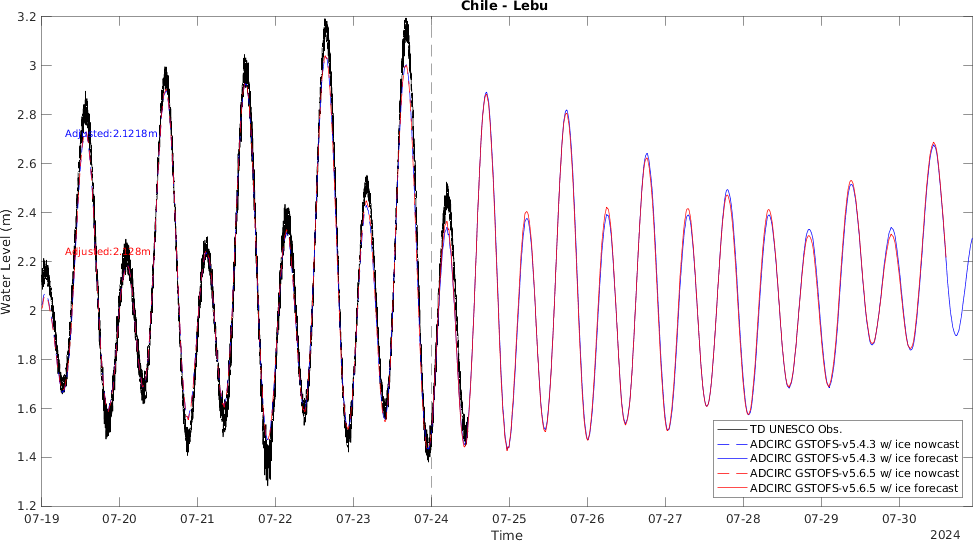 Chile - Lebu
3.2
3
2.8
2.6
2.4
2.2
2
1.8
1.6
1.4
1.2
Water Level (m)
Adjusted:2.1218m
Adjusted:2.128m
TD UNESCO Obs.
ADCIRC GSTOFS-v5.4.3 w/ ice nowcast
ADCIRC GSTOFS-v5.4.3 w/ ice forecast
ADCIRC GSTOFS-v5.6.5 w/ ice nowcast
ADCIRC GSTOFS-v5.6.5 w/ ice forecast
07-19 07-20 07-21 07-22 07-23 07-24 07-25 07-26 07-27 07-28 07-29 07-30
Time
2024